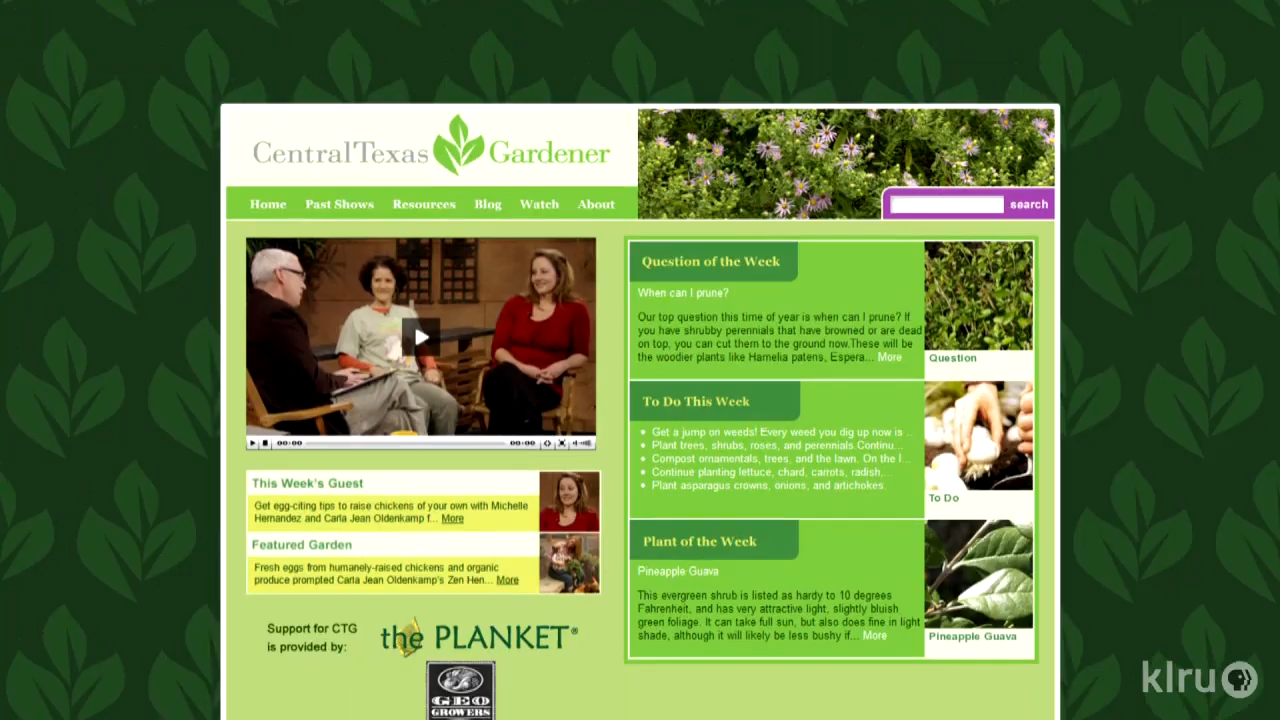 CentralTexas Gardener
Home Past Shows Resources Blog Watch About
search
00:00 00:00
This Week's Guest
Get egg-citing tips to raise chickens of your own with Michelle
Hernandez and Carla Jean Oldenkamp f... More
Featured Garden
Fresh eggs from humanely-raised chickens and organic
produce prompted Carla Jean Oldenkamp's Zen Hen... More
Support for CTG
is provided by:
the PLANKET®
GEO
GROWERS
Question of the Week
When can I prune?
Our top question this time of year is when can I prune? If
you have shrubby perennials that have browned or are dead
on top, you can cut them to the ground now.These will be
the woodier plants like Hamelia patens, Espera... More
Question
To Do This Week
Get a jump on weeds! Every weed you dig up now is ...
Plant trees, shrubs, roses, and perennials.Continu...
Compost ornamentals, trees, and the lawn. On the l...
Continue planting lettuce, chard, carrots, radish,...
Plant asparagus crowns, onions, and artichokes.
To Do
Plant of the Week
Pineapple Guava
This evergreen shrub is listed as hardy to 10 degrees
Fahrenheit, and has very attractive light, slightly bluish
green foliage. It can take full sun, but also does fine in light
shade, although it will likely be less bushy if... More
Pineapple Guava
klru